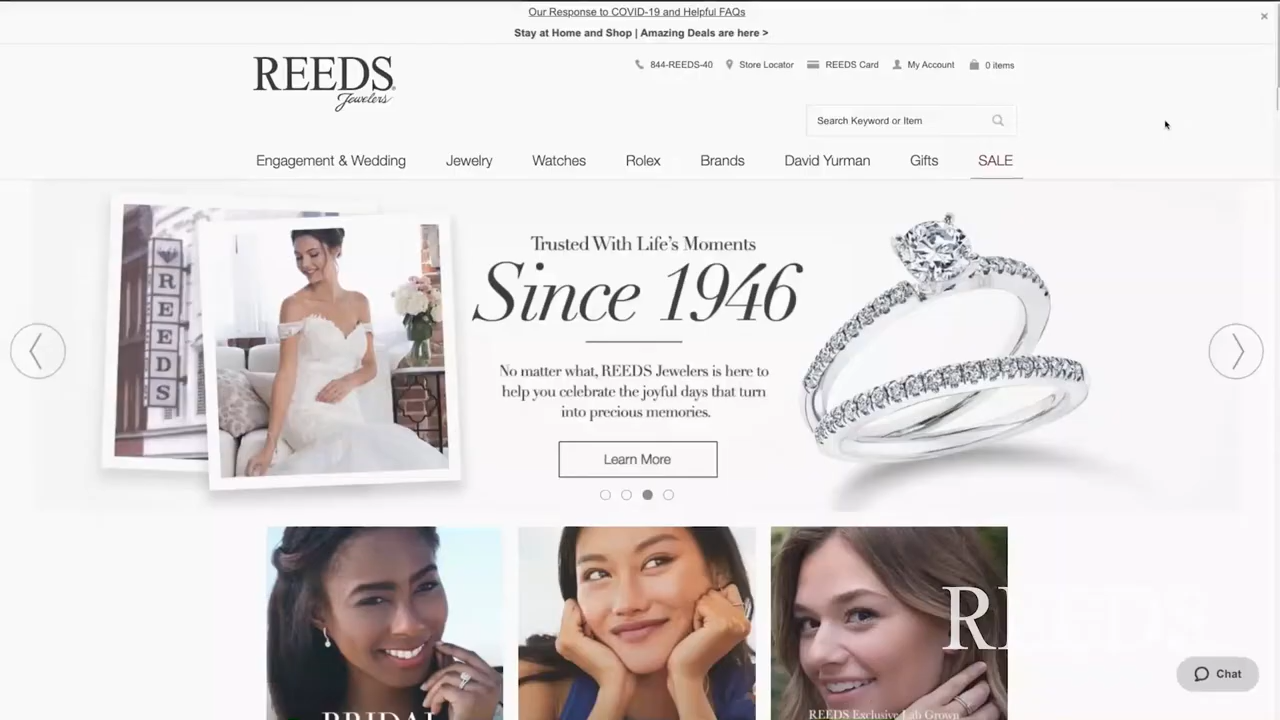 Our Response to COVID-19 and Helpful FAQs
Stay at Home and Shop | Amazing Deals are here >
REEDS
Jewelers
844-REEDS-40
Store Locator
REEDS Card
My Account
0 items
Search Keyword or Item
Engagement & Wedding
Jewelry
Watches
Rolex
Brands
David Yurman
Gifts
SALE
REEDS
Trusted With Life's Moments
Since 1946
No matter what, REEDS Jewelers is here to
help you celebrate the joyful days that turn
into precious memories.
Learn More
REEDS
BRIDAL
REEDS Exclusive Lab Grown
Chat